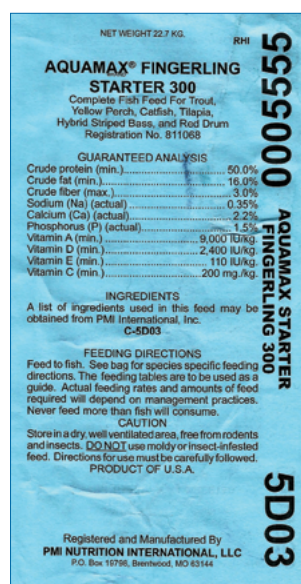 NET WEIGHT 22.7 KG.
RHI
AQUAMAX® FINGERLING
STARTER 300
Complete Fish Feed For Trout,
Yellow Perch, Catfish, Tilapia,
Hybrid Striped Bass, and Red Drum
Registration No. 811068
GUARANTEED ANALYSIS
Crude protein (min.)..............................50.0%
Crude fat (min.)..............................16.0%
Crude fiber (max.)..............................3.0%
Sodium (Na) (actual)..............................0.35%
Calcium (Ca) (actual)..............................2.2%
Phosphorus (P) (actual)..............................1.5%
Vitamin A (min.)..............................9,000 IU/kg.
Vitamin D (min.)..............................2,400 IU/kg.
Vitamin E (min.)..............................110 IU/kg.
Vitamin C (min.)..............................200 mg./kg.
INGREDIENTS
A list of ingredients used in this feed may be
obtained from PMI International, Inc.
C-5D03
FEEDING DIRECTIONS
Feed to fish. See bag for species specific feeding
directions. The feeding tables are to be used as a
guide. Actual feeding rates and amounts of feed
required will depend on management practices.
Never feed more than fish will consume.
CAUTION
Store in a dry, well ventilated area, free from rodents
and insects. DO NOT use moldy or insect-infested
feed. Directions for use must be carefully followed.
PRODUCT OF U.S.A.
Registered and Manufactured By
PMI NUTRITION INTERNATIONAL, LLC
P.O. Box 19798, Brentwood, MO 63144
5555000
AQUAMAX STARTER
FINGERLING 300
5D03